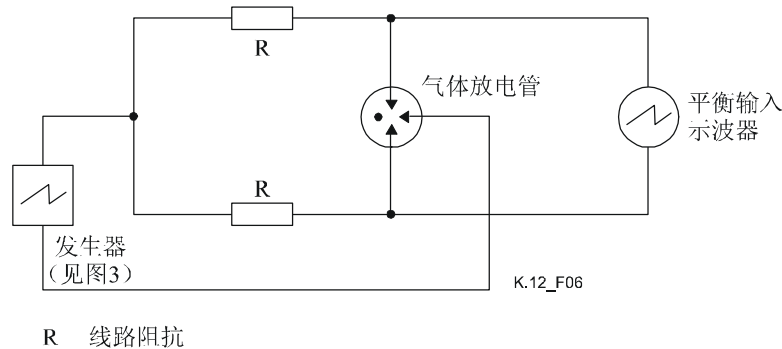 R
气体放电管
平衡输入
示波器
R
发生器
（见图3）
K.12_F06
R 线路阻抗